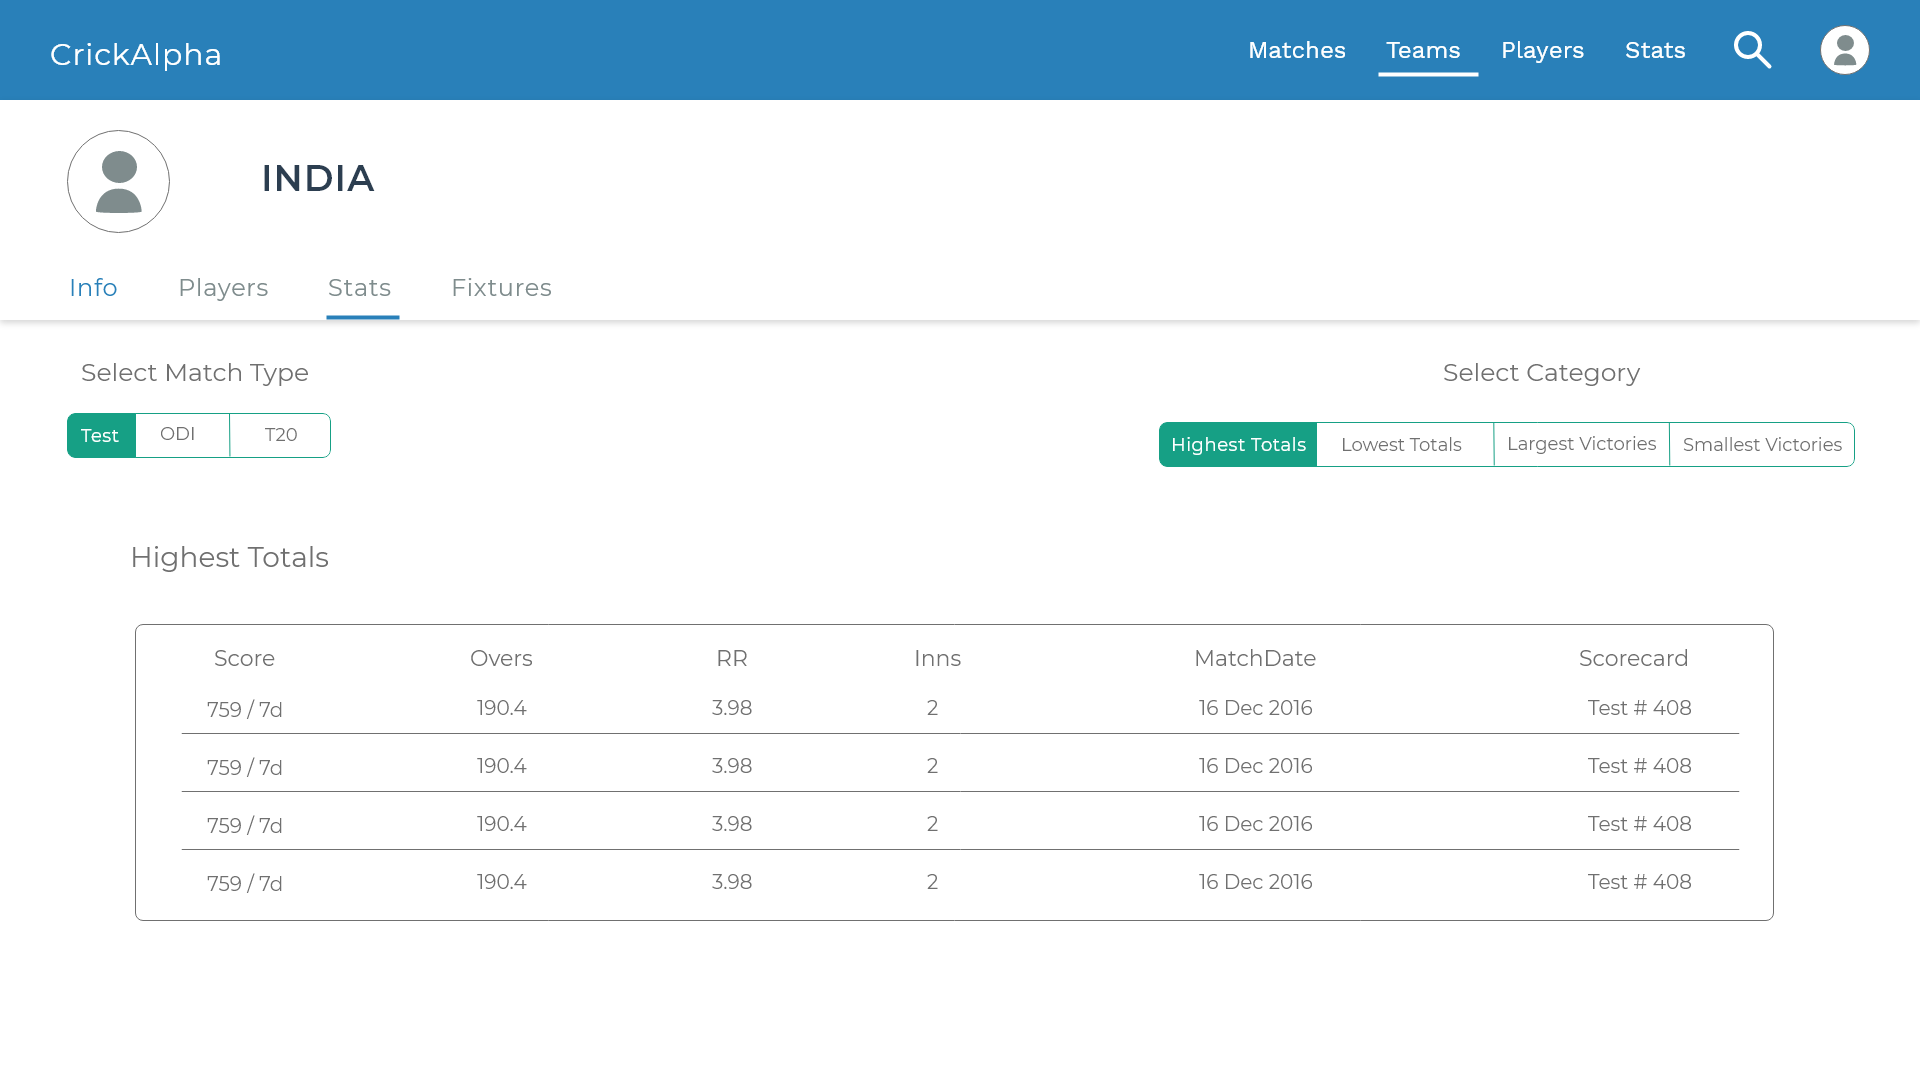 CrickAlpha Matches Teams Players Stats
INDIA
Info Players Stats Fixtures
Select Match Type Select Category
Test ODI T20 Highest Totals Lowest Totals Largest Victories Smallest Victories
Highest Totals
Score Overs RR Inns MatchDate Scorecard
759 / 7d 190.4 3.98 2 16 Dec 2016 Test # 408
759 / 7d 190.4 3.98 2 16 Dec 2016 Test # 408
759 / 7d 190.4 3.98 2 16 Dec 2016 Test # 408
759 / 7d 190.4 3.98 2 16 Dec 2016 Test # 408